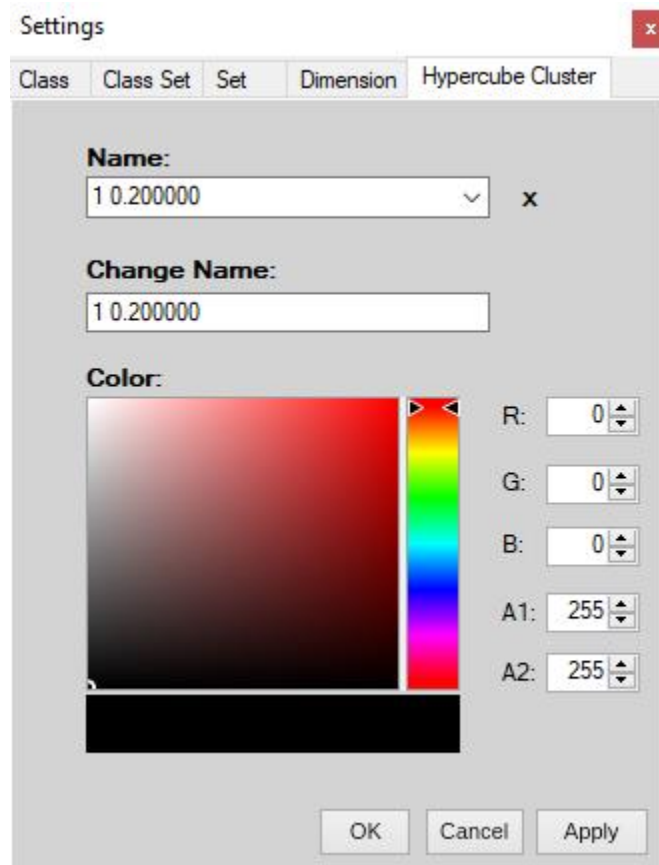 Settings x
Class Class Set Set Dimension Hypercube Cluster
Name:
1 0.200000 x
Change Name:
1 0.200000
Color:
R: 0
G: 0
B: 0
A1: 255
A2: 255
OK Cancel Apply